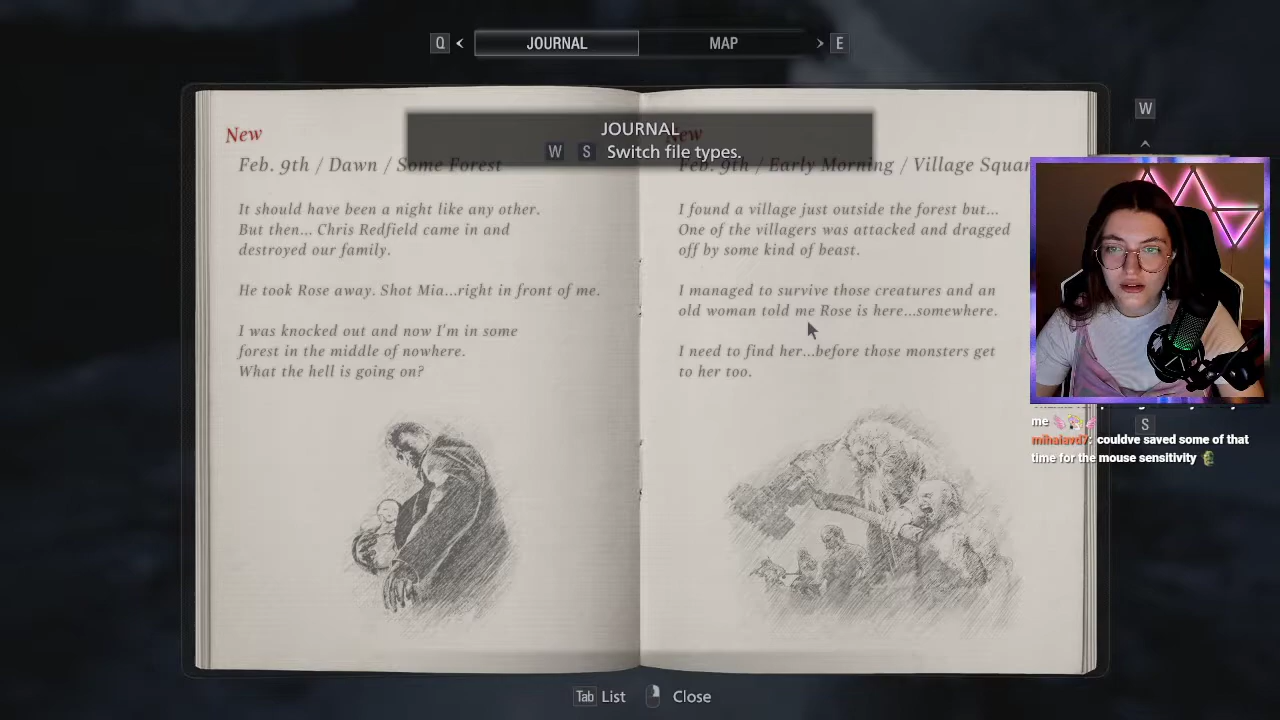 Q < JOURNAL MAP > E
JOURNAL
W S Switch file types.
New
Feb. 9th / Dawn / Some Forest
It should have been a night like any other.
But then... Chris Redfield came in and
destroyed our family.
He took Rose away. Shot Mia...right in front of me.
I was knocked out and now I'm in some
forest in the middle of nowhere.
What the hell is going on?
New
Feb. 9th / Early Morning / Village Squar
I found a village just outside the forest but...
One of the villagers was attacked and dragged
off by some kind of beast.
I managed to survive those creatures and an
old woman told me Rose is here...somewhere.
I need to find her...before those monsters get
to her too.
W
me
S
mihaiavd7: couldve saved some of that
time for the mouse sensitivity
Tab List Close